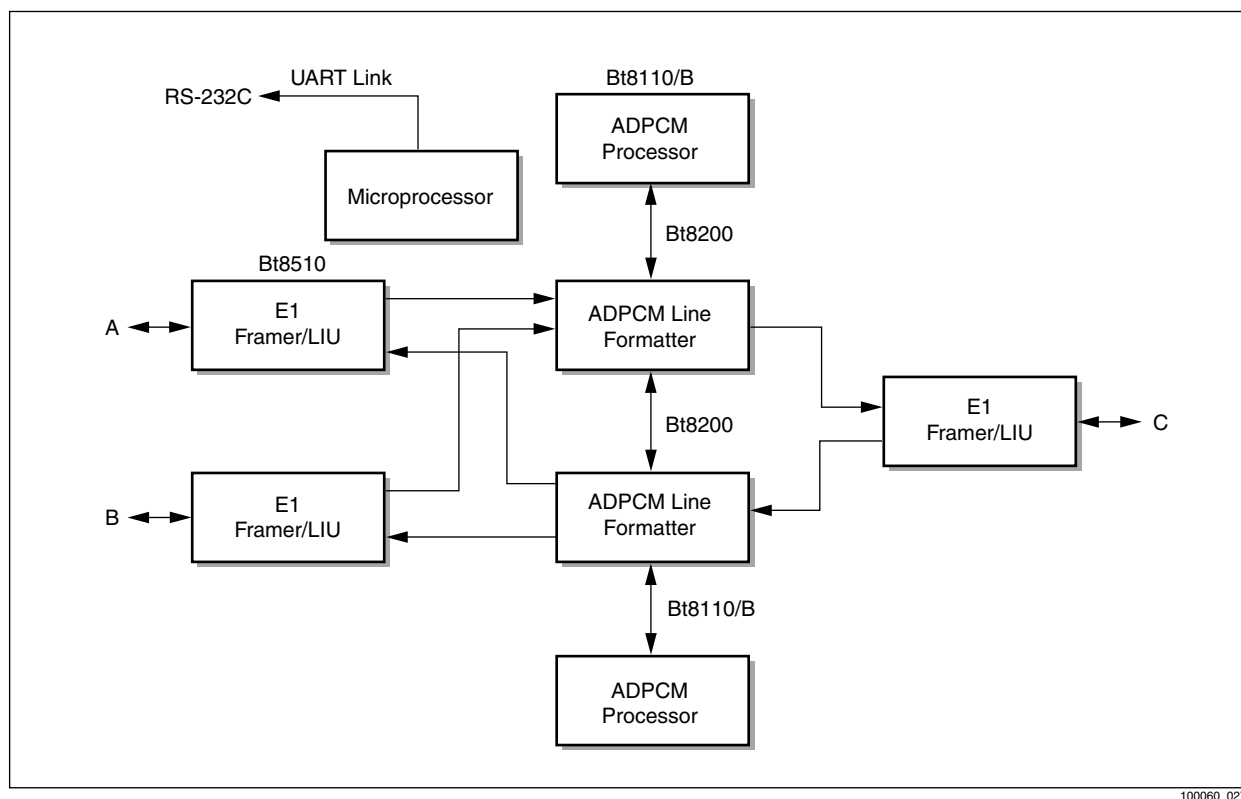 UART Link
RS-232C
Microprocessor
Bt8110/B
ADPCM
Processor
Bt8200
Bt8510
E1
Framer/LIU
A
ADPCM Line
Formatter
E1
Framer/LIU
C
Bt8200
B
E1
Framer/LIU
ADPCM Line
Formatter
Bt8110/B
ADPCM
Processor